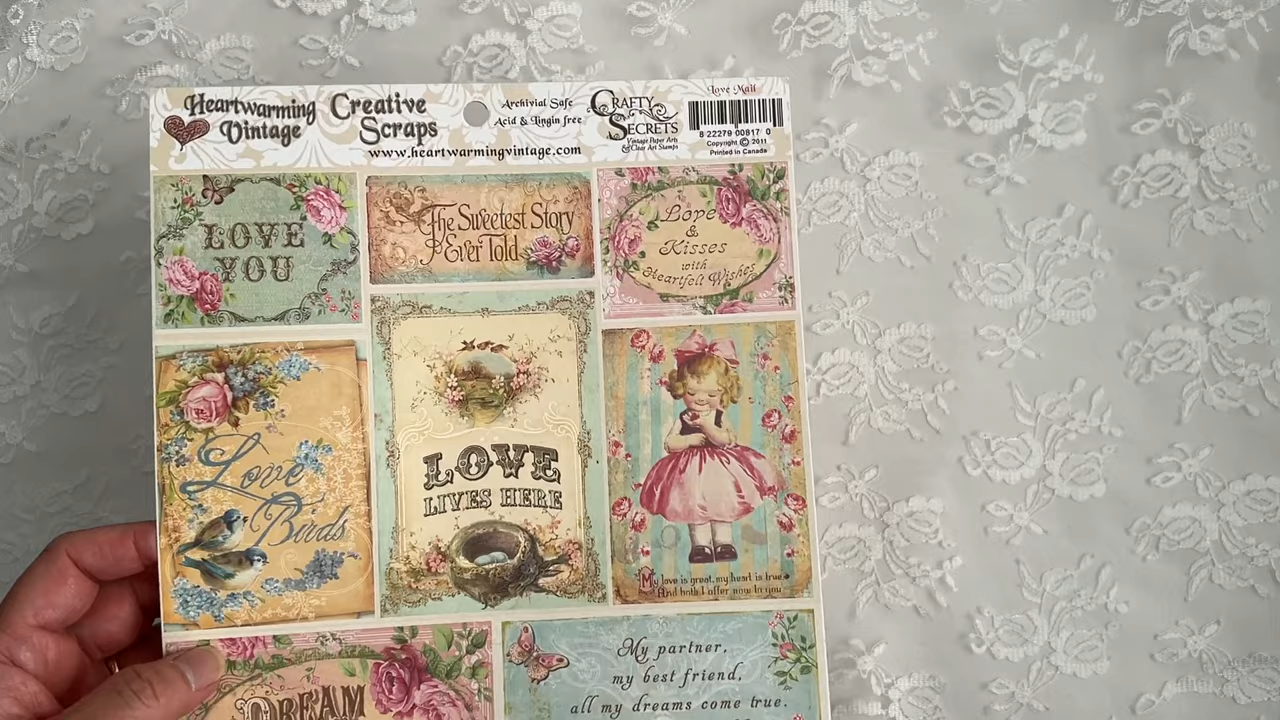 Heartwarming
Vintage
Creative
Scraps
Archivial Safe
Acid & Lingin free
www.heartwarmingvintage.com
CRAFTY
SECRETS
Vintage Paper Arts
& Clear Art Stamps
Love Mail
8 22279 00817 0
Copyright © 2011
Printed in Canada
LOVE
YOU
The Sweetest Story
Ever Told
Love
&
Kisses
with
Heartfelt Wishes
Love
Birds
LOVE
LIVES HERE
My love is great, my heart is true.
And both I offer now to you
DREAM
My partner,
my best friend,
all my dreams come true.